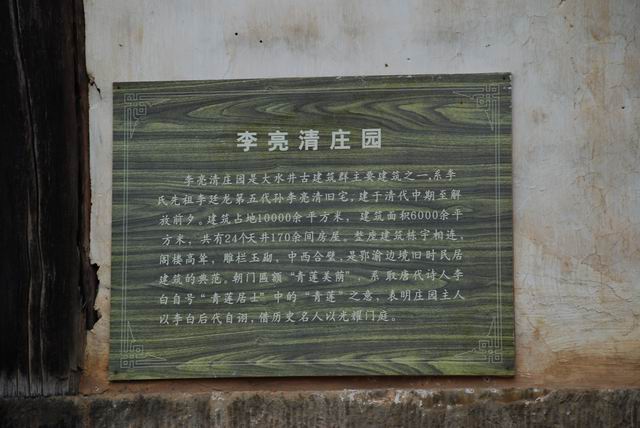 李亮清庄园
李亮清庄园是大水井古建筑群主要建筑之一,系李
氏先祖李廷龙第五代孙李亮清旧宅,建于清代中期至解
放前夕。建筑占地10000余平方米,建筑面积6000余平
方米,共有24个天井170余间房屋。整座建筑栋宇相连,
阁楼高耸,雕栏玉砌,中西合璧,是鄂渝边境旧时民居
建筑的典范。朝门匾额“青莲美荫”,系取唐代诗人李
白自号“青莲居士”中的“青莲”之意,表明庄园主人
以李白后代自诩,借历史名人以光耀门庭。